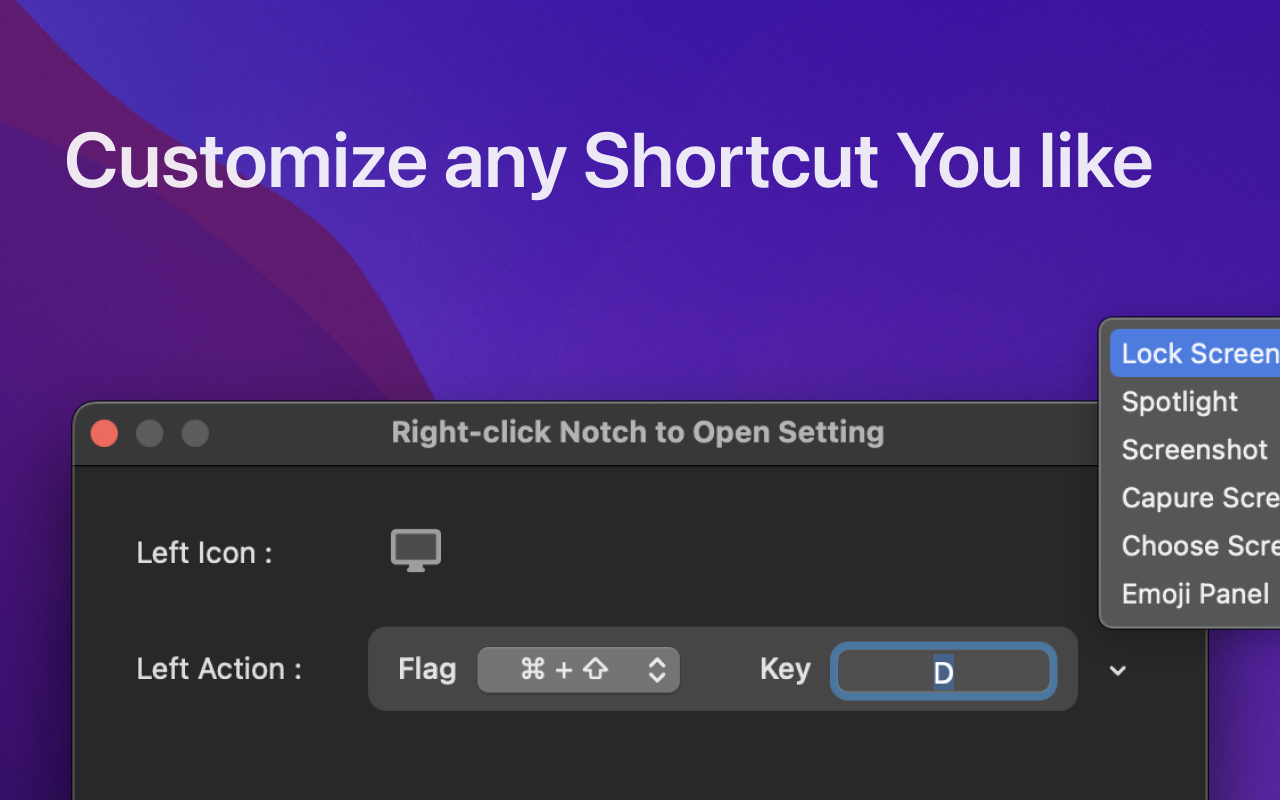 Customize any Shortcut You like
Right-click Notch to Open Setting
Lock Screen
Spotlight
Screenshot
Capure Scre
Choose Scre
Emoji Panel
Left Icon :
Left Action :
Flag
⌘ + ⇧
Key
D